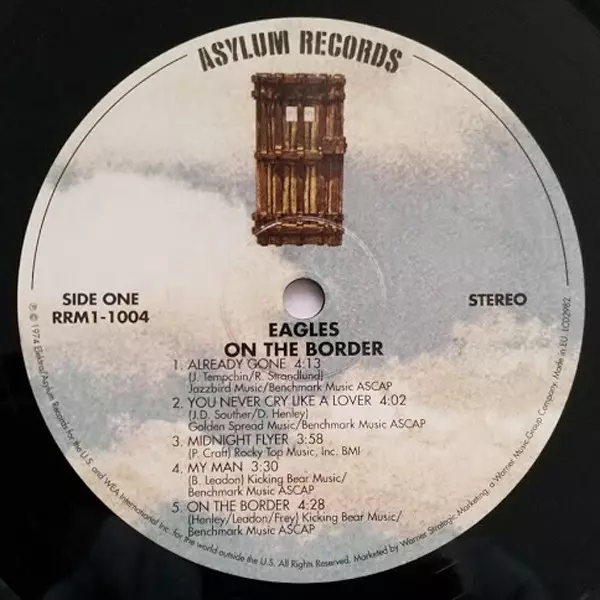 ASYLUM RECORDS
SIDE ONE
RRM1-1004
STEREO
EAGLES
ON THE BORDER
1. ALREADY GONE 4:13
(J. Tempchin/R. Strandlund)
Jazzbird Music/Benchmark Music ASCAP
2. YOU NEVER CRY LIKE A LOVER 4:02
(J.D. Souther/D. Henley)
Golden Spread Music/Benchmark Music ASCAP
3. MIDNIGHT FLYER 3:58
(P. Craft) Rocky Top Music, Inc. BMI
4. MY MAN 3:30
(B. Leadon) Kicking Bear Music/
Benchmark Music ASCAP
5. ON THE BORDER 4:28
(Henley/Leadon/Frey) Kicking Bear Music/
Benchmark Music ASCAP
℗ © 1974 Elektra/Asylum Records for the U.S. and WEA International Inc. for the world outside the U.S. All Rights Reserved. Marketed by Warner Strategic Marketing, a Warner Music Group Company. Made in EU. LC02982